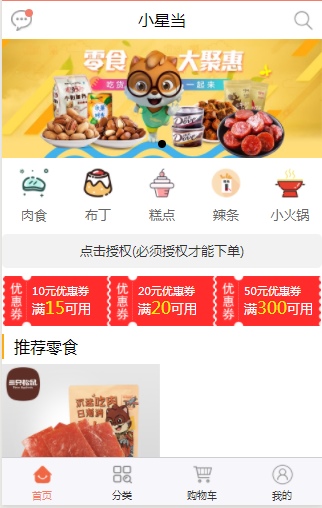 小星当
零食 大聚惠
吃货 一起来
肉食 布丁 糕点 辣条 小火锅
点击授权(必须授权才能下单)
优惠券 10元优惠券 优惠券 20元优惠券 优惠券 50元优惠券
满15可用 满20可用 满300可用
推荐零食
三只松鼠
首页 分类 购物车 我的